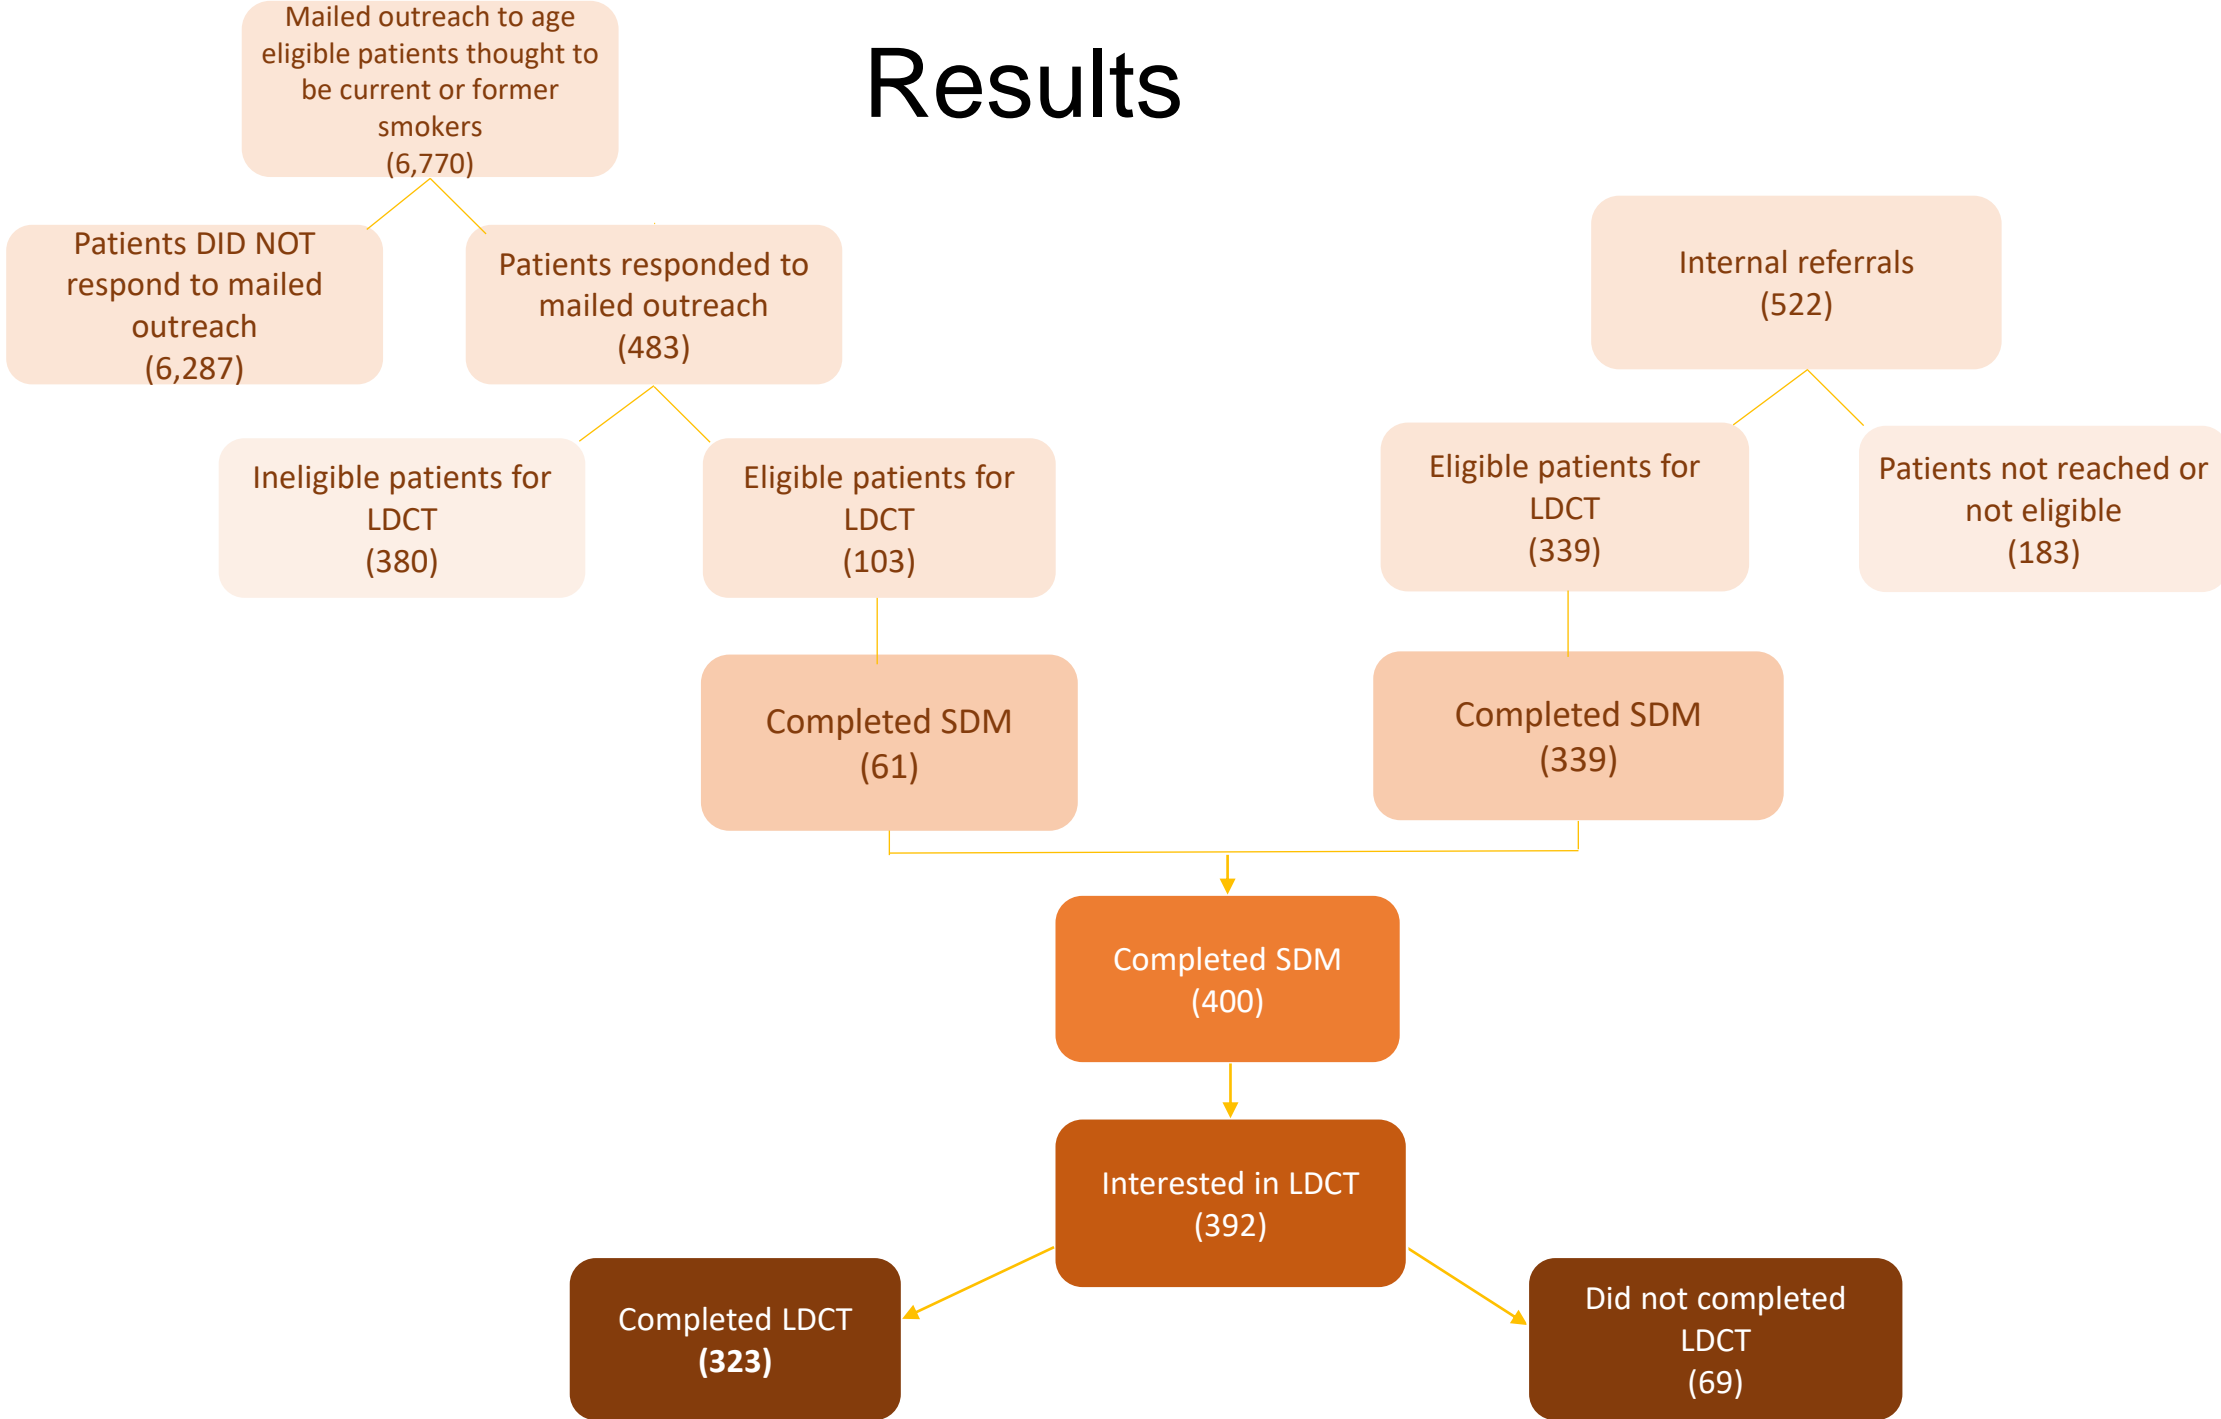 Results
Mailed outreach to age
eligible patients thought to
be current or former
smokers
(6,770)
Patients DID NOT
respond to mailed
outreach
(6,287)
Patients responded to
mailed outreach
(483)
Internal referrals
(522)
Ineligible patients for
LDCT
(380)
Eligible patients for
LDCT
(103)
Eligible patients for
LDCT
(339)
Patients not reached or
not eligible
(183)
Completed SDM
(61)
Completed SDM
(339)
Completed SDM
(400)
Interested in LDCT
(392)
Completed LDCT
(323)
Did not completed
LDCT
(69)